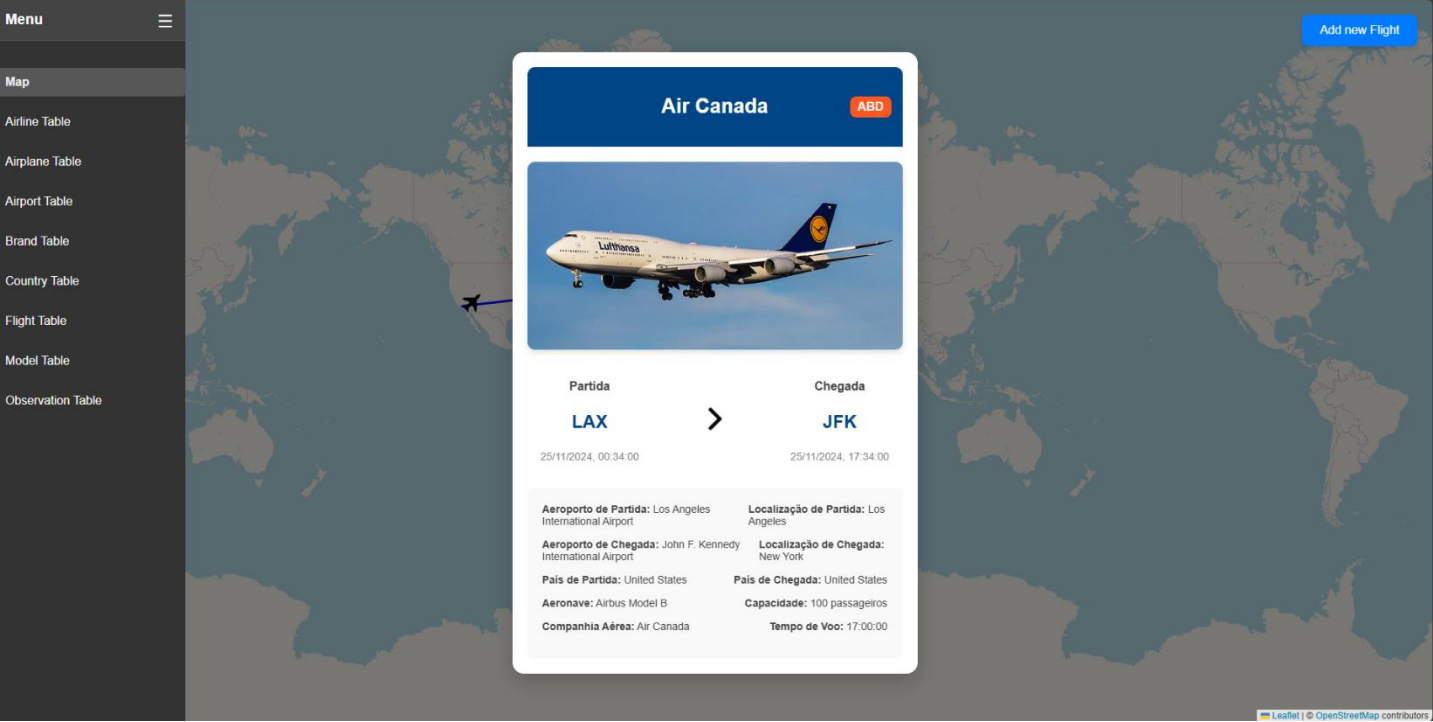 Menu ☰
Map
Airline Table
Airplane Table
Airport Table
Brand Table
Country Table
Flight Table
Model Table
Observation Table
Add new Flight
Air Canada
ABD
Lufthansa
Partida
Chegada
LAX
JFK
25/11/2024, 00:34:00
25/11/2024, 17:34:00
Aeroporto de Partida: Los Angeles
International Airport
Localização de Partida: Los
Angeles
Aeroporto de Chegada: John F. Kennedy
International Airport
Localização de Chegada:
New York
País de Partida: United States
País de Chegada: United States
Aeronave: Airbus Model B
Capacidade: 100 passageiros
Companhia Aérea: Air Canada
Tempo de Voo: 17:00:00
Leaflet | © OpenStreetMap contributors